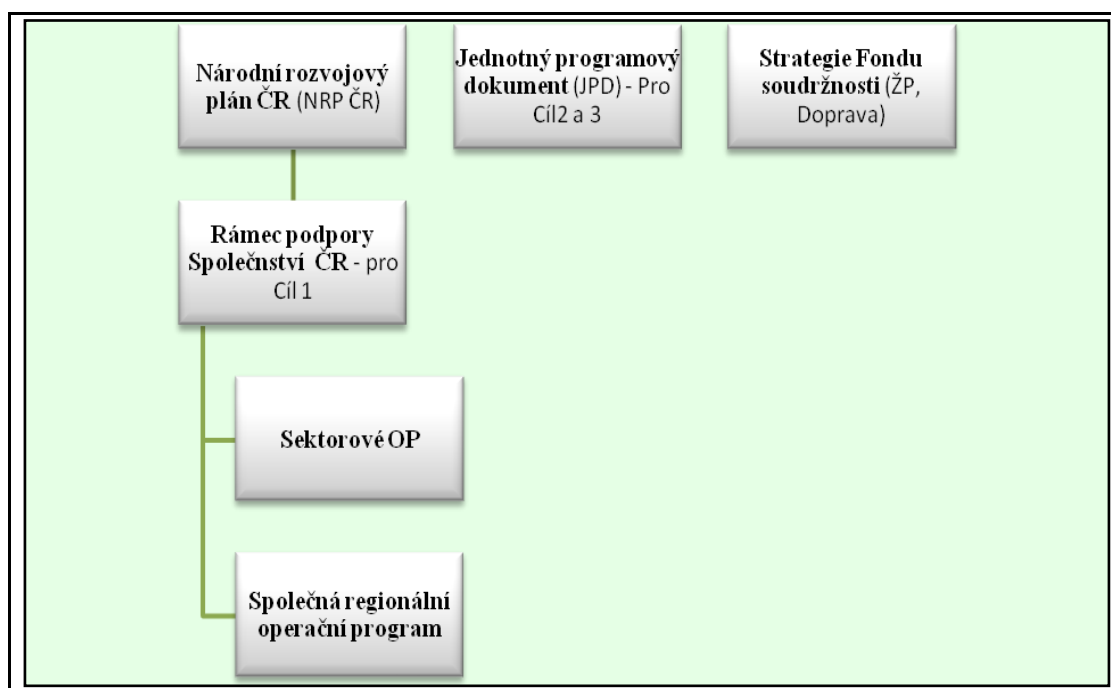 Národní rozvojový
plán ČR (NRP ČR)
Jednotný programový
dokument (JPD) - Pro
Cíl2 a 3
Strategie Fondu
soudržnosti (ŽP,
Doprava)
Rámec podpory
Společnství ČR - pro
Cíl 1
Sektorové OP
Společná regionální
operační program